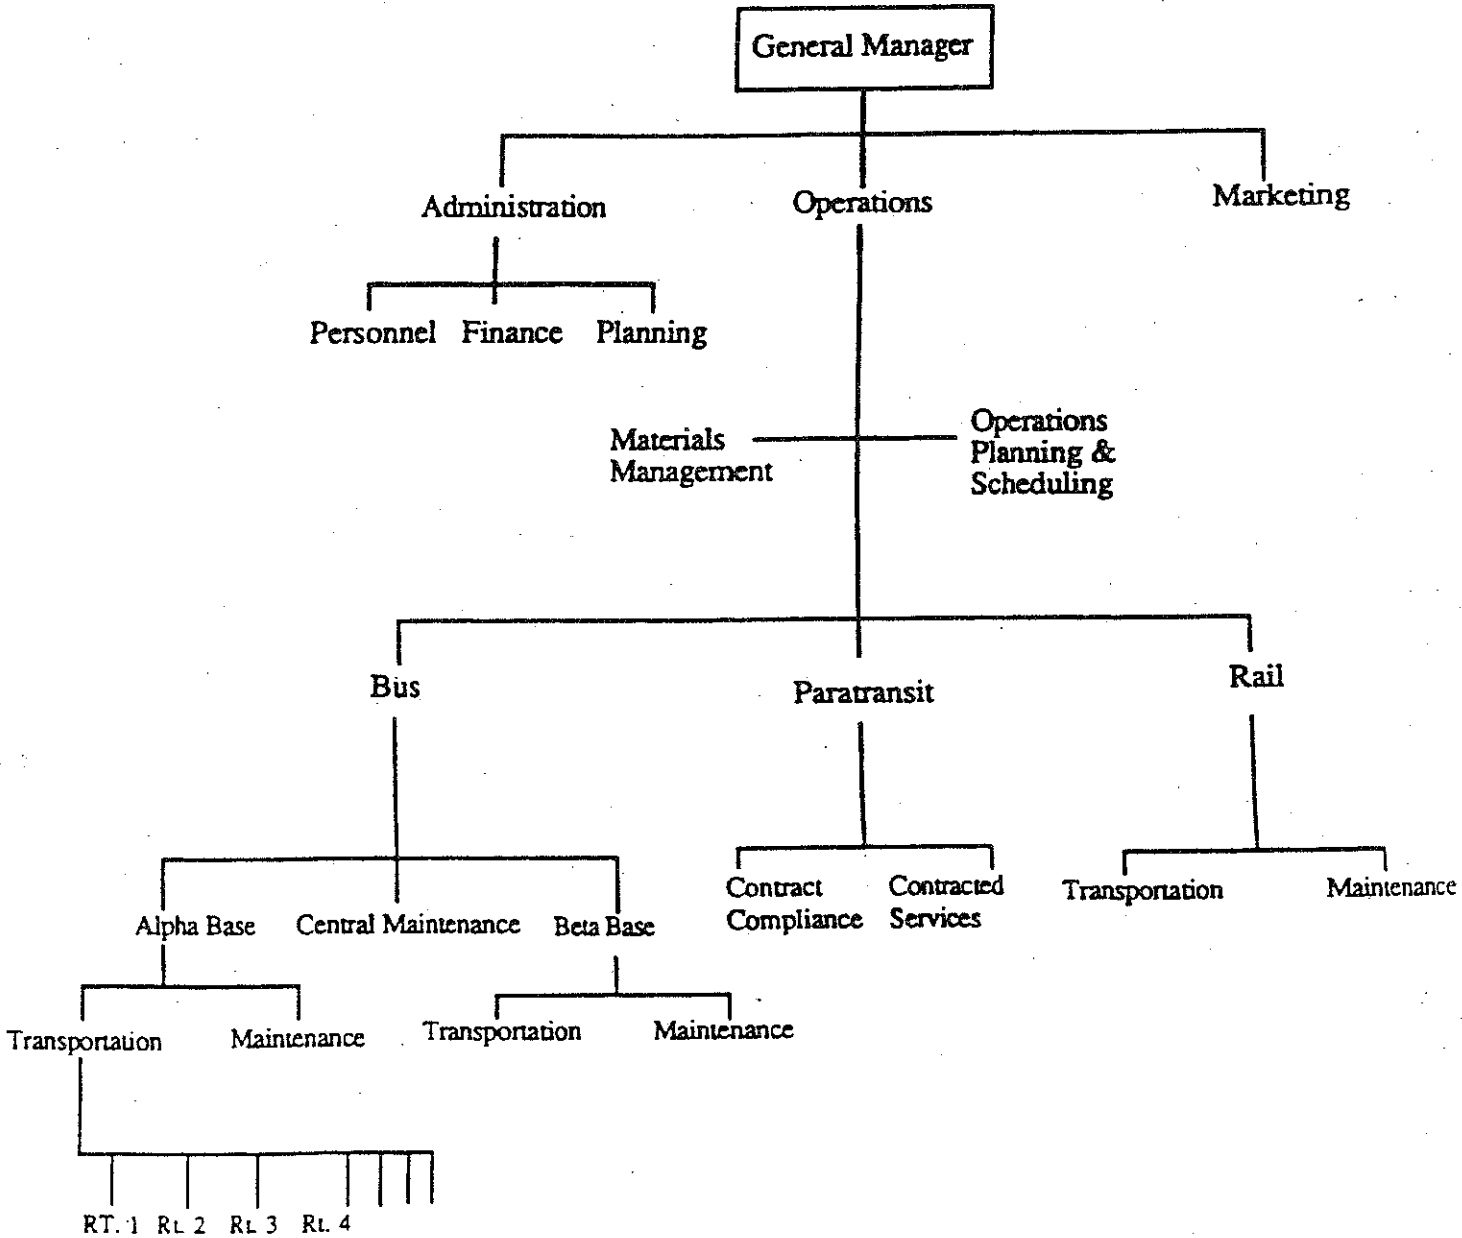 General Manager
Administration
Operations
Marketing
Personnel
Finance
Planning
Materials
Management
Operations
Planning &
Scheduling
Bus
Paratransit
Rail
Alpha Base
Central Maintenance
Beta Base
Contract
Compliance
Contracted
Services
Transportation
Maintenance
Transportation
Maintenance
Transportation
Maintenance
RT. 1
Rt. 2
Rt. 3
Rt. 4